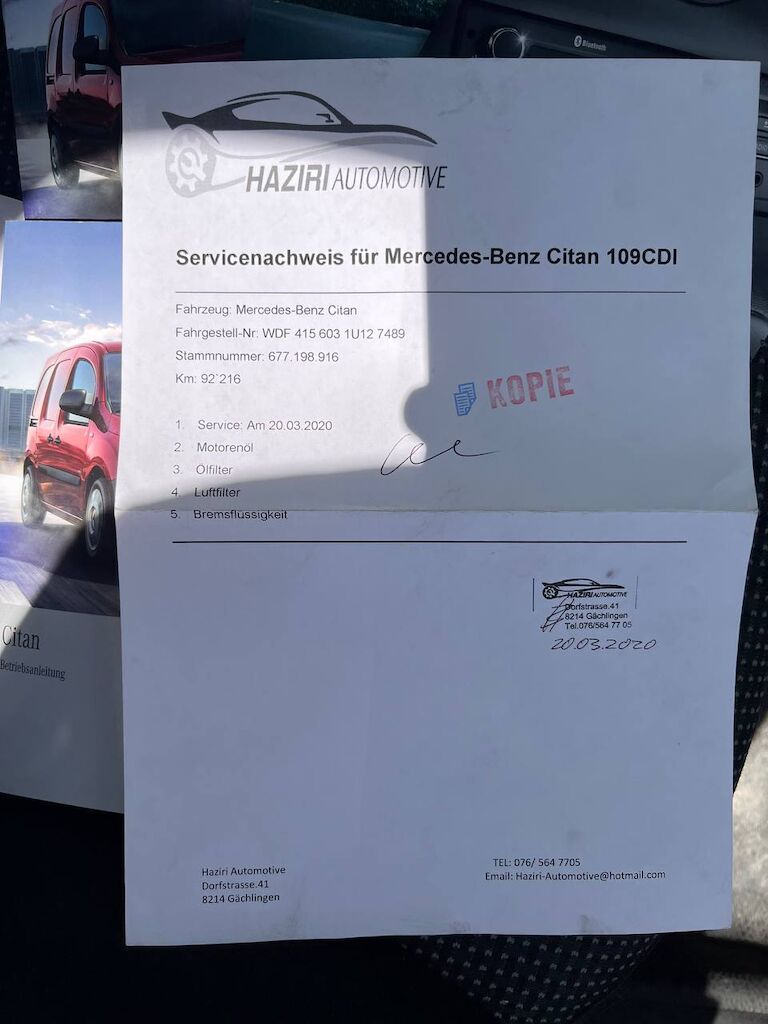 Bluetooth
HAZIRI AUTOMOTIVE
Servicenachweis für Mercedes-Benz Citan 109CDI
Fahrzeug: Mercedes-Benz Citan
Fahrgestell-Nr: WDF 415 603 1U12 7489
Stammnummer: 677.198.916
Km: 92`216
KOPIE
1. Service: Am 20.03.2020
2. Motorenöl
3. Ölfilter
4. Luftfilter
5. Bremsflüssigkeit
HAZIRI AUTOMOTIVE
Dorfstrasse.41
8214 Gächlingen
Tel.076/564 77 05
20.03.2020
Citan
Betriebsanleitung
Haziri Automotive
Dorfstrasse.41
8214 Gächlingen
TEL: 076/ 564 7705
Email: Haziri-Automotive@hotmail.com